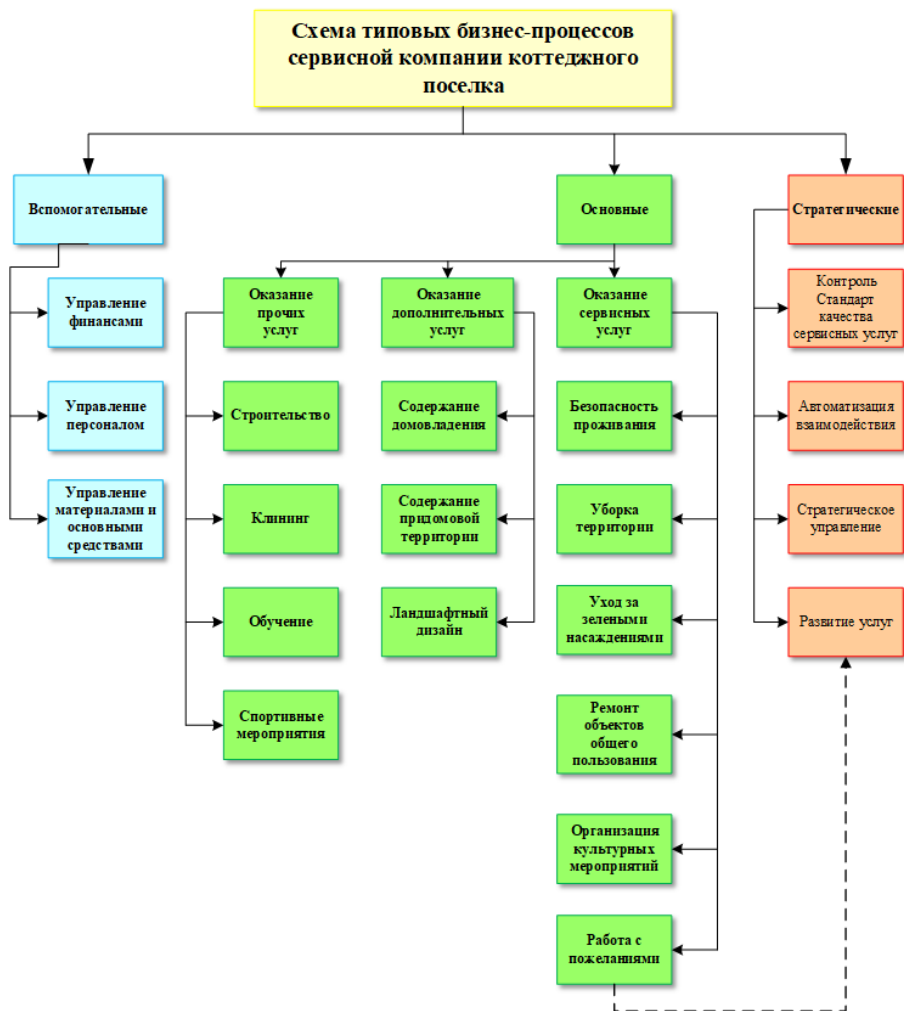 Схема типовых бизнес-процессов
сервисной компании коттеджного
поселка
Вспомогательные
Основные
Стратегические
Управление
финансами
Оказание
прочих
услуг
Оказание
дополнительных
услуг
Оказание
сервисных
услуг
Контроль
Стандарт
качества
сервисных услуг
Управление
персоналом
Строительство
Содержание
домовладения
Безопасность
проживания
Автоматизация
взаимодействия
Управление
материалами и
основными
средствами
Клининг
Содержание
придомовой
территории
Уборка
территории
Стратегическое
управление
Обучение
Ландшафтный
дизайн
Уход за
зелеными
насаждениями
Развитие услуг
Спортивные
мероприятия
Ремонт
объектов
общего
пользования
Организация
культурных
мероприятий
Работа с
пожеланиями